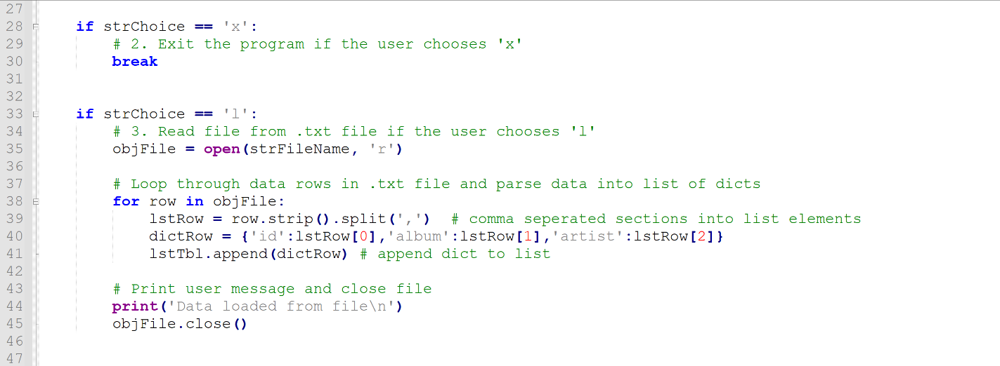 27
28 if strChoice == 'x':
29 # 2. Exit the program if the user chooses 'x'
30 break
31
32
33 if strChoice == 'l':
34 # 3. Read file from .txt file if the user chooses 'l'
35 objFile = open(strFileName, 'r')
36
37 # Loop through data rows in .txt file and parse data into list of dicts
38 for row in objFile:
39 lstRow = row.strip().split(',')  # comma seperated sections into list elements
40 dictRow = {'id':lstRow[0],'album':lstRow[1],'artist':lstRow[2]}
41 lstTbl.append(dictRow) # append dict to list
42
43 # Print user message and close file
44 print('Data loaded from file\n')
45 objFile.close()
46
47